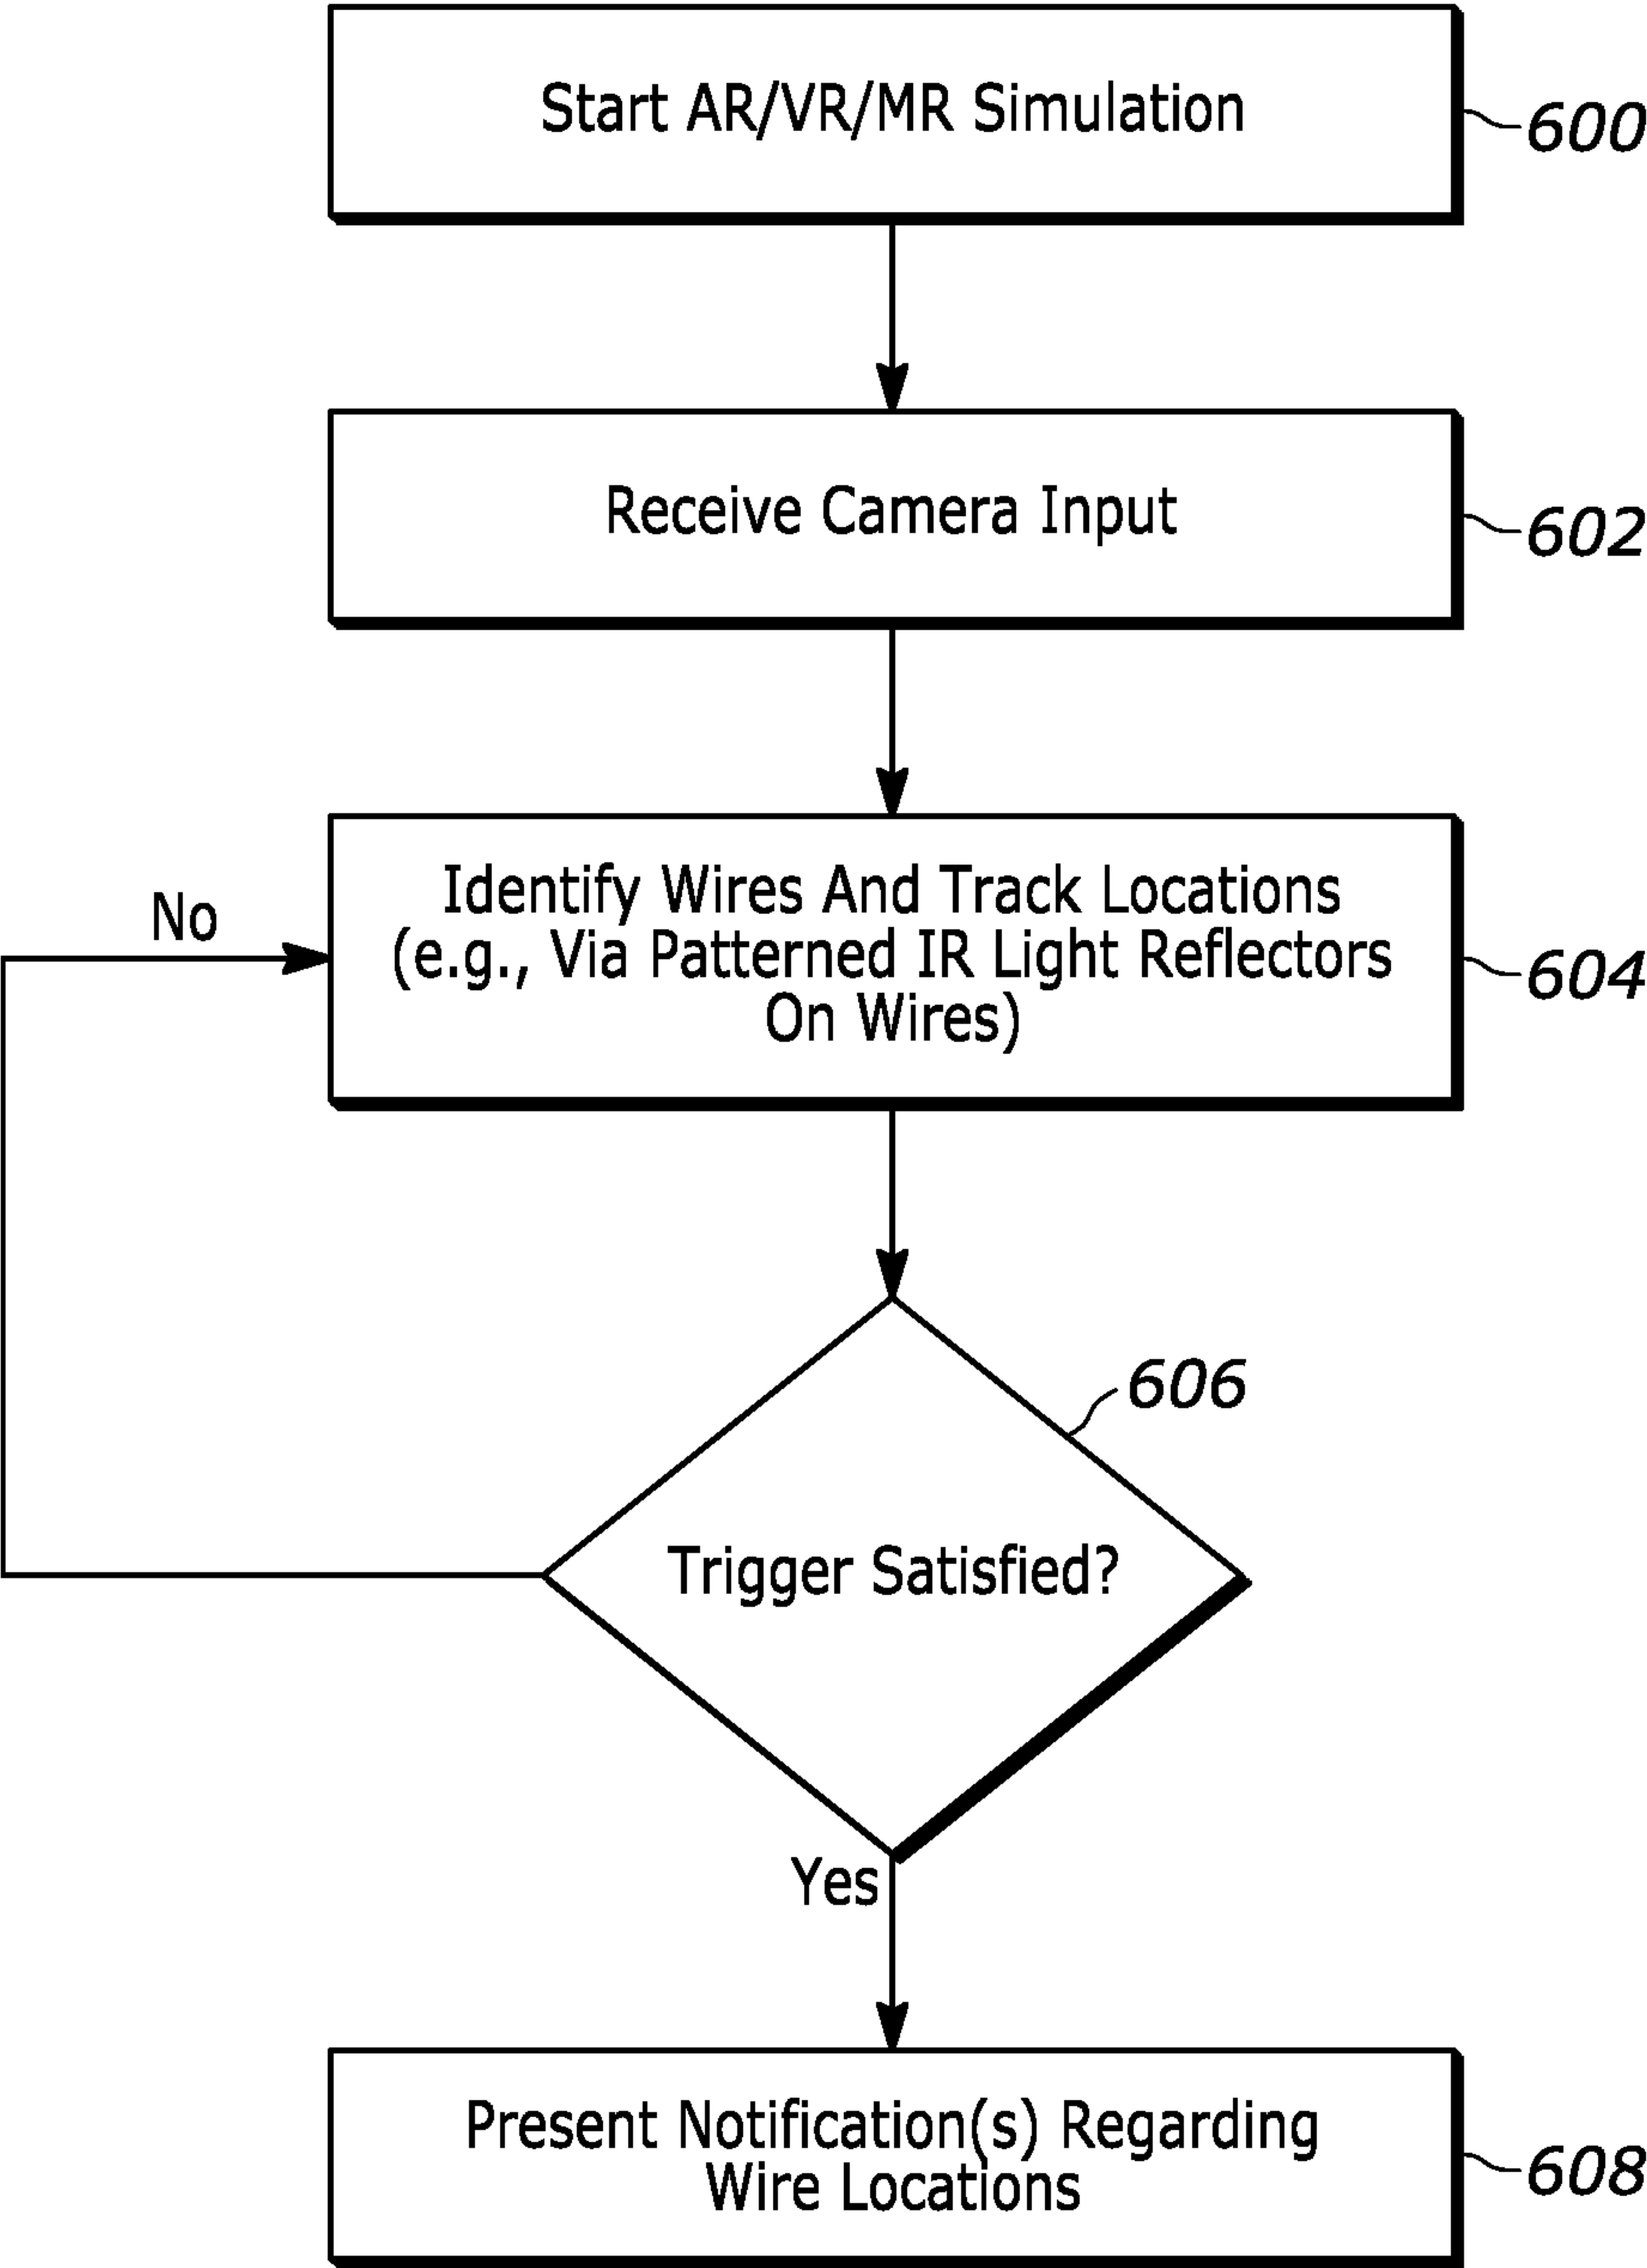 Start AR/VR/MR Simulation
600
Receive Camera Input
602
Identify Wires And Track Locations
(e.g., Via Patterned IR Light Reflectors
On Wires)
604
No
606
Trigger Satisfied?
Yes
Present Notification(s) Regarding
Wire Locations
608